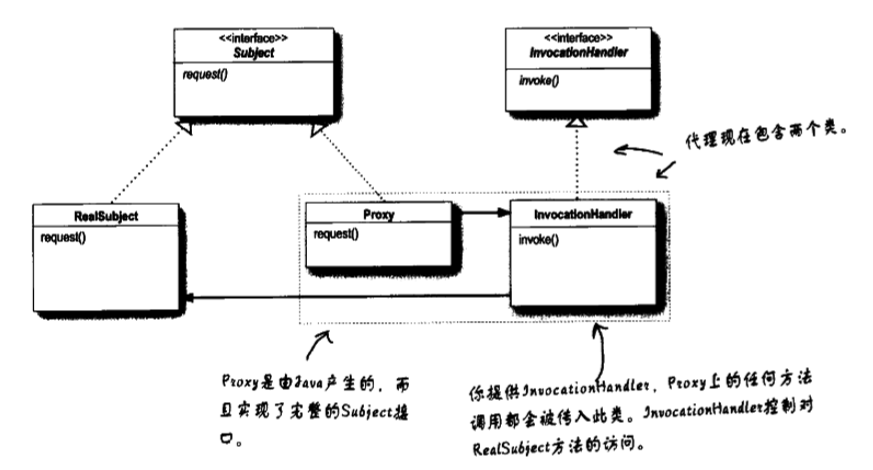 <<interface>>
Subject
request()
<<interface>>
InvocationHandler
invoke()
代理现在包含两个类。
RealSubject
request()
Proxy
request()
InvocationHandler
invoke()
Proxy是由Java产生的，而
且实现了完整的Subject接
口。
你提供InvocationHandler，Proxy上的任何方法
调用都会被传入此类。InvocationHandler控制对
RealSubject方法的访问。